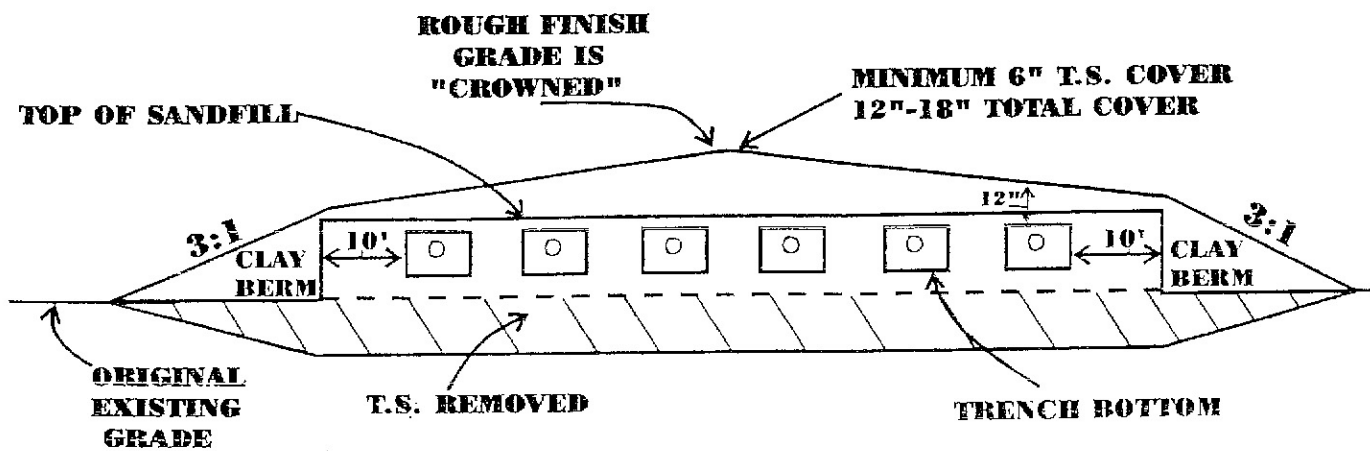 ROUGH FINISH
GRADE IS
"CROWNED"
MINIMUM 6" T.S. COVER
12"-18" TOTAL COVER
TOP OF SANDFILL
12"
3:1
3:1
10'
10'
CLAY
BERM
CLAY
BERM
ORIGINAL
EXISTING
GRADE
T.S. REMOVED
TRENCH BOTTOM